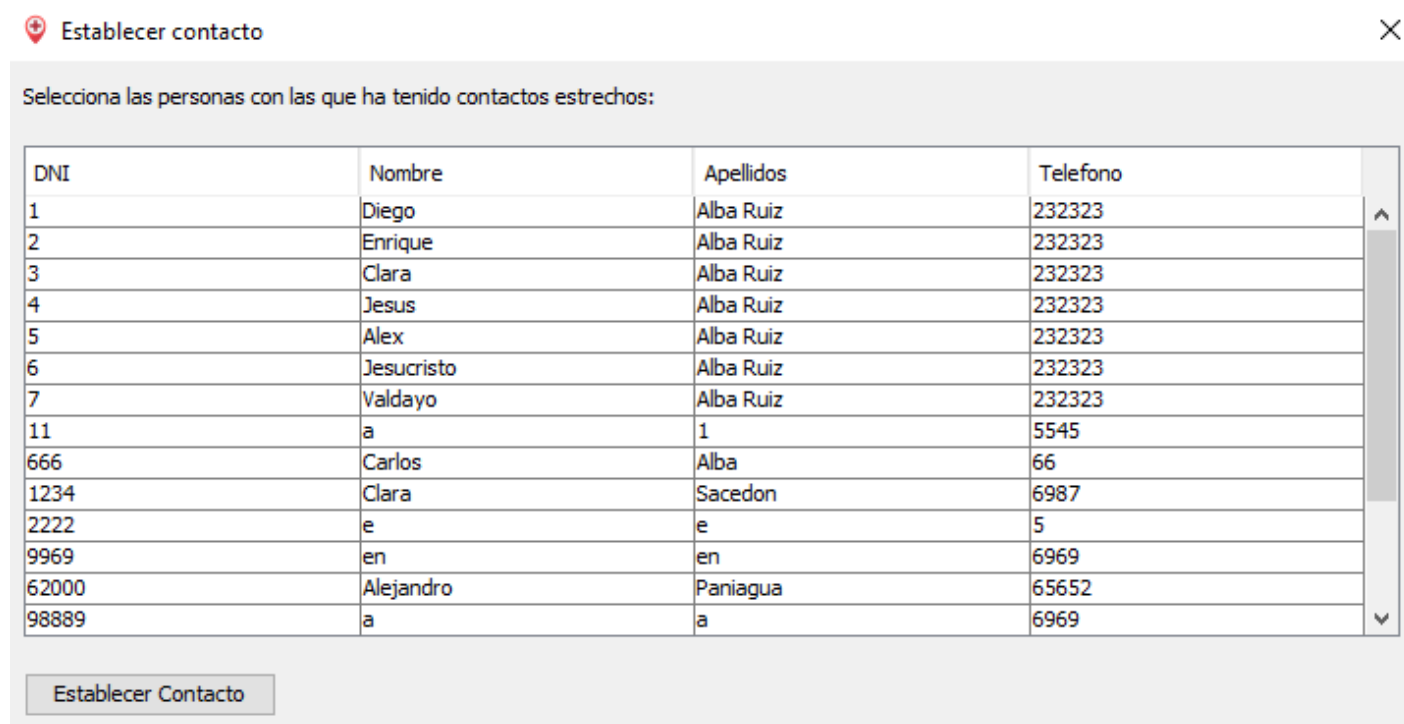 Establecer contacto
Selecciona las personas con las que ha tenido contactos estrechos:
DNI Nombre Apellidos Telefono
1 Diego Alba Ruiz 232323
2 Enrique Alba Ruiz 232323
3 Clara Alba Ruiz 232323
4 Jesus Alba Ruiz 232323
5 Alex Alba Ruiz 232323
6 Jesucristo Alba Ruiz 232323
7 Valdayo Alba Ruiz 232323
11 a 1 5545
666 Carlos Alba 66
1234 Clara Sacedon 6987
2222 e e 5
9969 en en 6969
62000 Alejandro Paniagua 65652
98889 a a 6969
Establecer Contacto